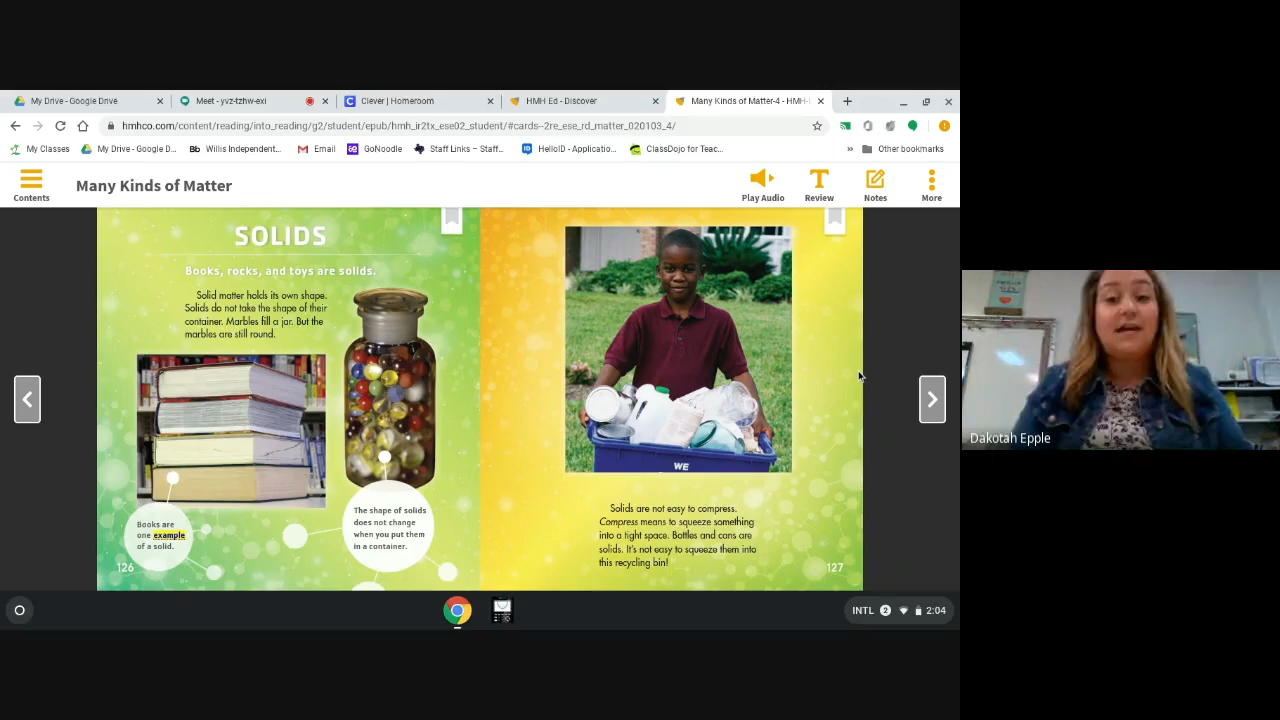 My Drive - Google Drive
Meet - yvz-tzhw-exi
Clever | Homeroom
HMH Ed - Discover
Many Kinds of Matter-4 - HMH-
hmhco.com/content/reading/into_reading/g2/student/epub/hmh_ir2tx_ese02_student/#cards--2re_ese_rd_matter_020103_4/
My Classes
My Drive - Google D...
Bb Willis Independent...
Email
GoNoodle
Staff Links – Staff...
HelloID - Applicatio...
ClassDojo for Teac...
» Other bookmarks
Contents
Many Kinds of Matter
Play Audio
Review
Notes
More
SOLIDS
Books, rocks, and toys are solids.
Solid matter holds its own shape.
Solids do not take the shape of their
container. Marbles fill a jar. But the
marbles are still round.
Books are
one example
of a solid.
The shape of solids
does not change
when you put them
in a container.
126
WE
Solids are not easy to compress.
Compress means to squeeze something
into a tight space. Bottles and cans are
solids. It's not easy to squeeze them into
this recycling bin!
127
Dakotah Epple
INTL 2 2:04